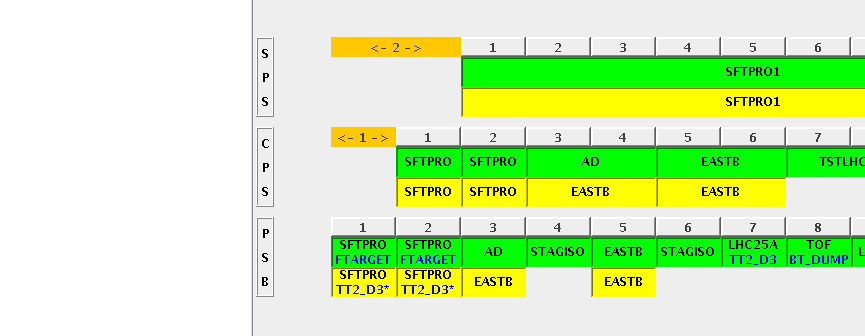 S P S
<- 2 -> 1 2 3 4 5 6
SFTPRO1
SFTPRO1
C P S
<- 1 -> 1 2 3 4 5 6 7
SFTPRO SFTPRO AD EASTB TSTLHC
SFTPRO SFTPRO EASTB EASTB
P S B
1 2 3 4 5 6 7 8
SFTPRO SFTPRO AD STAGISO EASTB STAGISO LHC25A TOF
FTARGET FTARGET TT2_D3 BT_DUMP
SFTPRO SFTPRO EASTB EASTB
TT2_D3* TT2_D3*